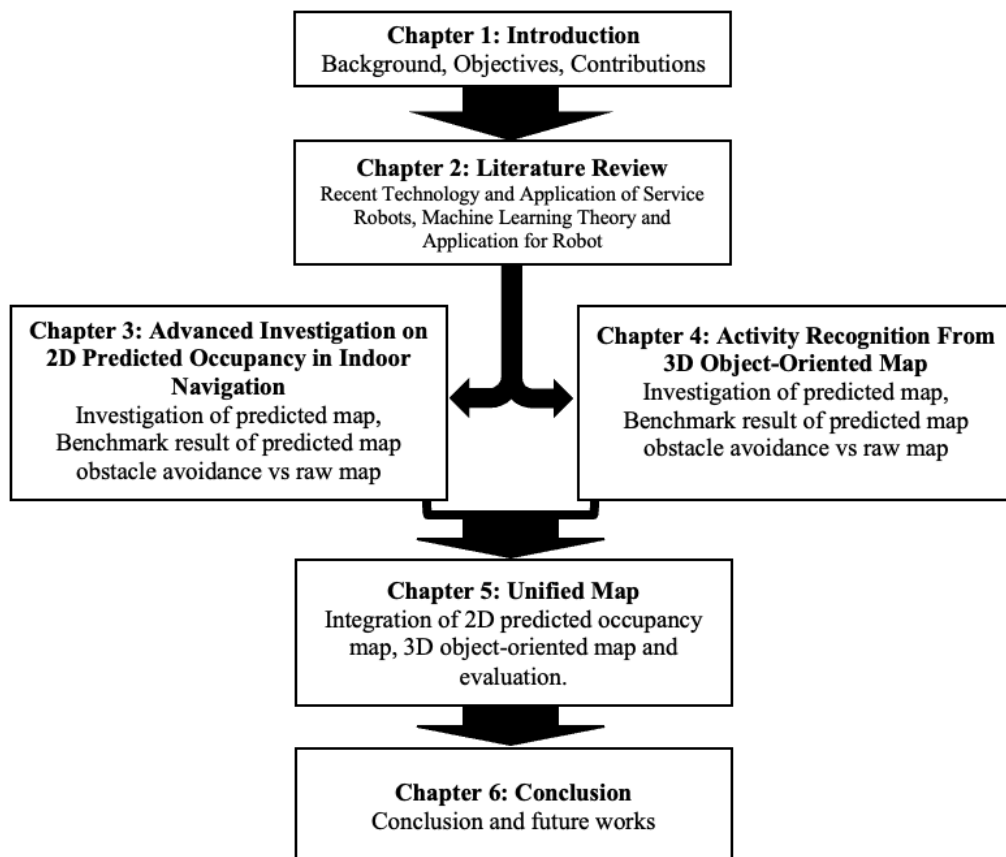 Chapter 1: Introduction
Background, Objectives, Contributions
Chapter 2: Literature Review
Recent Technology and Application of Service
Robots, Machine Learning Theory and
Application for Robot
Chapter 3: Advanced Investigation on
2D Predicted Occupancy in Indoor
Navigation
Investigation of predicted map,
Benchmark result of predicted map
obstacle avoidance vs raw map
Chapter 4: Activity Recognition From
3D Object-Oriented Map
Investigation of predicted map,
Benchmark result of predicted map
obstacle avoidance vs raw map
Chapter 5: Unified Map
Integration of 2D predicted occupancy
map, 3D object-oriented map and
evaluation.
Chapter 6: Conclusion
Conclusion and future works